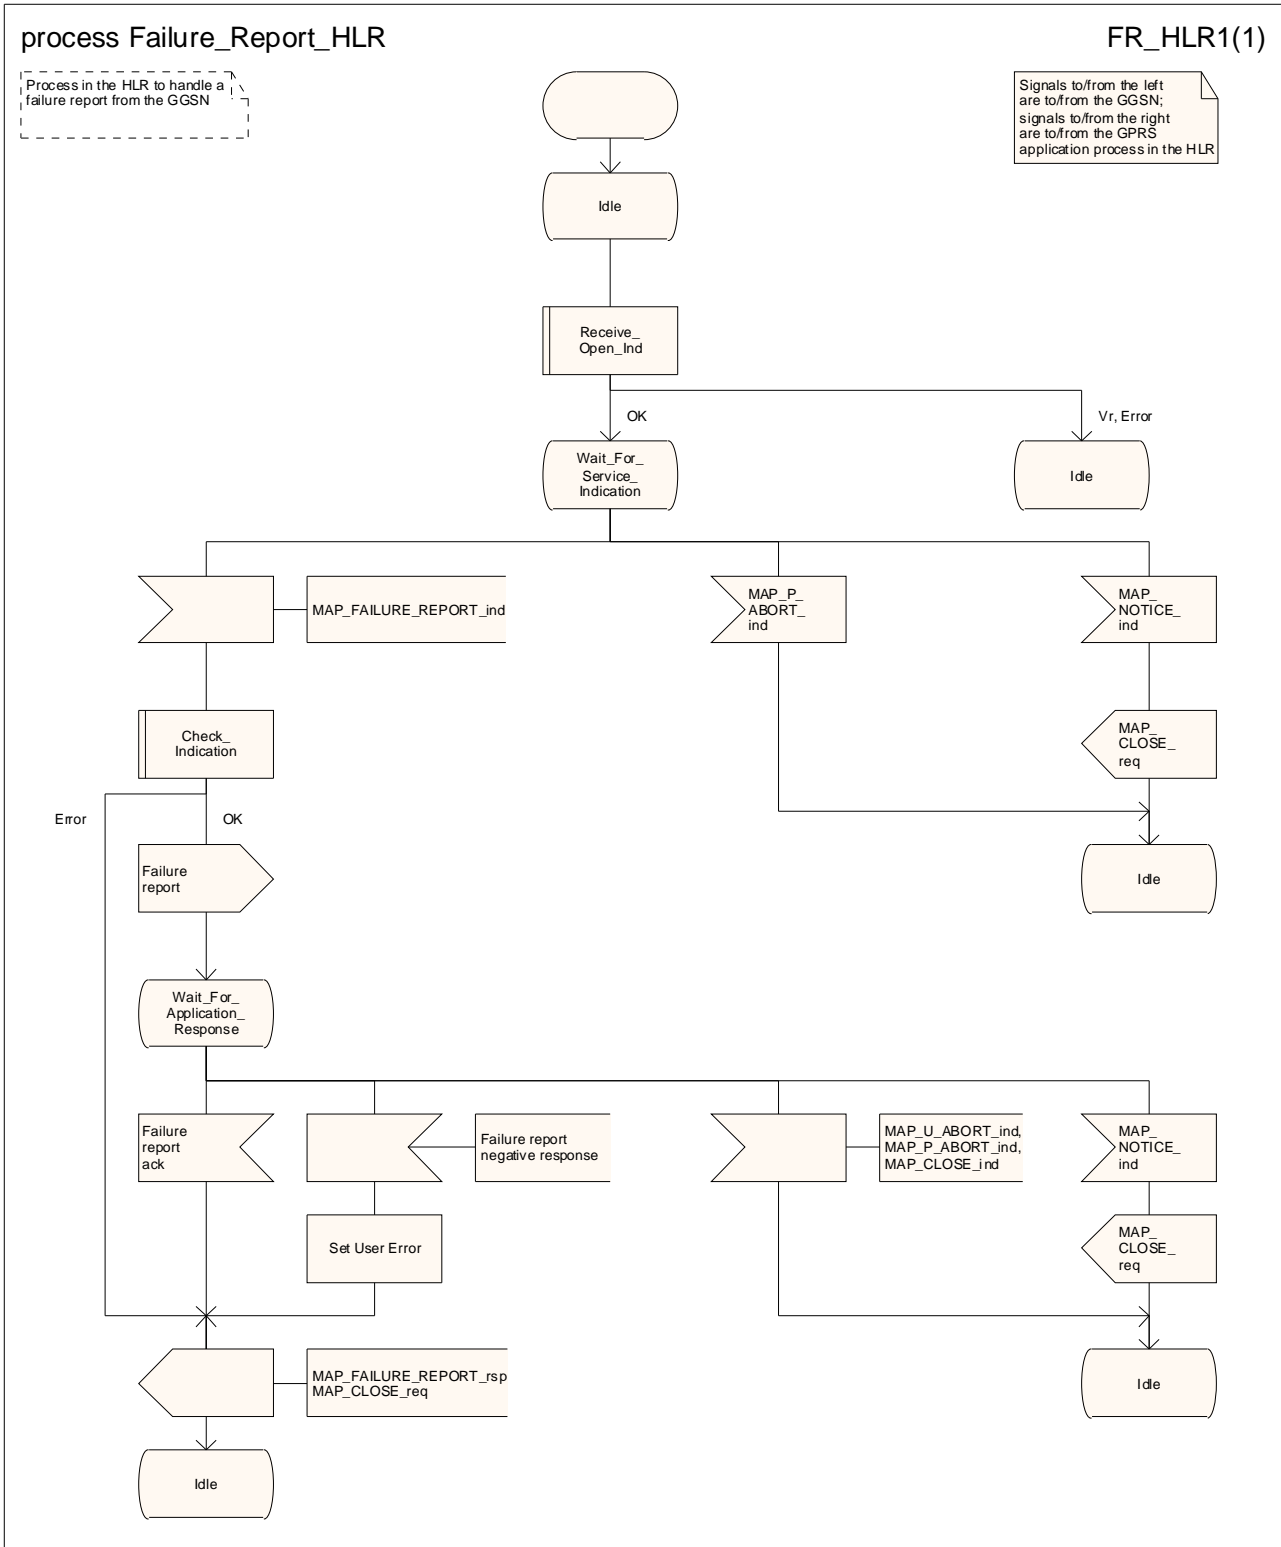 process Failure_Report_HLR
FR_HLR1(1)
Process in the HLR to handle a
failure report from the GGSN
Signals to/from the left
are to/from the GGSN;
signals to/from the right
are to/from the GPRS
application process in the HLR
Idle
Receive_
Open_Ind
OK
Vr, Error
Wait_For_
Service_
Indication
Idle
MAP_FAILURE_REPORT_ind
MAP_P_
ABORT_
ind
MAP_
NOTICE_
ind
Check_
Indication
MAP_
CLOSE_
req
Error
OK
Failure
report
Idle
Wait_For_
Application_
Response
Failure
report
ack
Failure report
negative response
MAP_U_ABORT_ind,
MAP_P_ABORT_ind,
MAP_CLOSE_ind
MAP_
NOTICE_
ind
Set User Error
MAP_
CLOSE_
req
MAP_FAILURE_REPORT_rsp
MAP_CLOSE_req
Idle
Idle